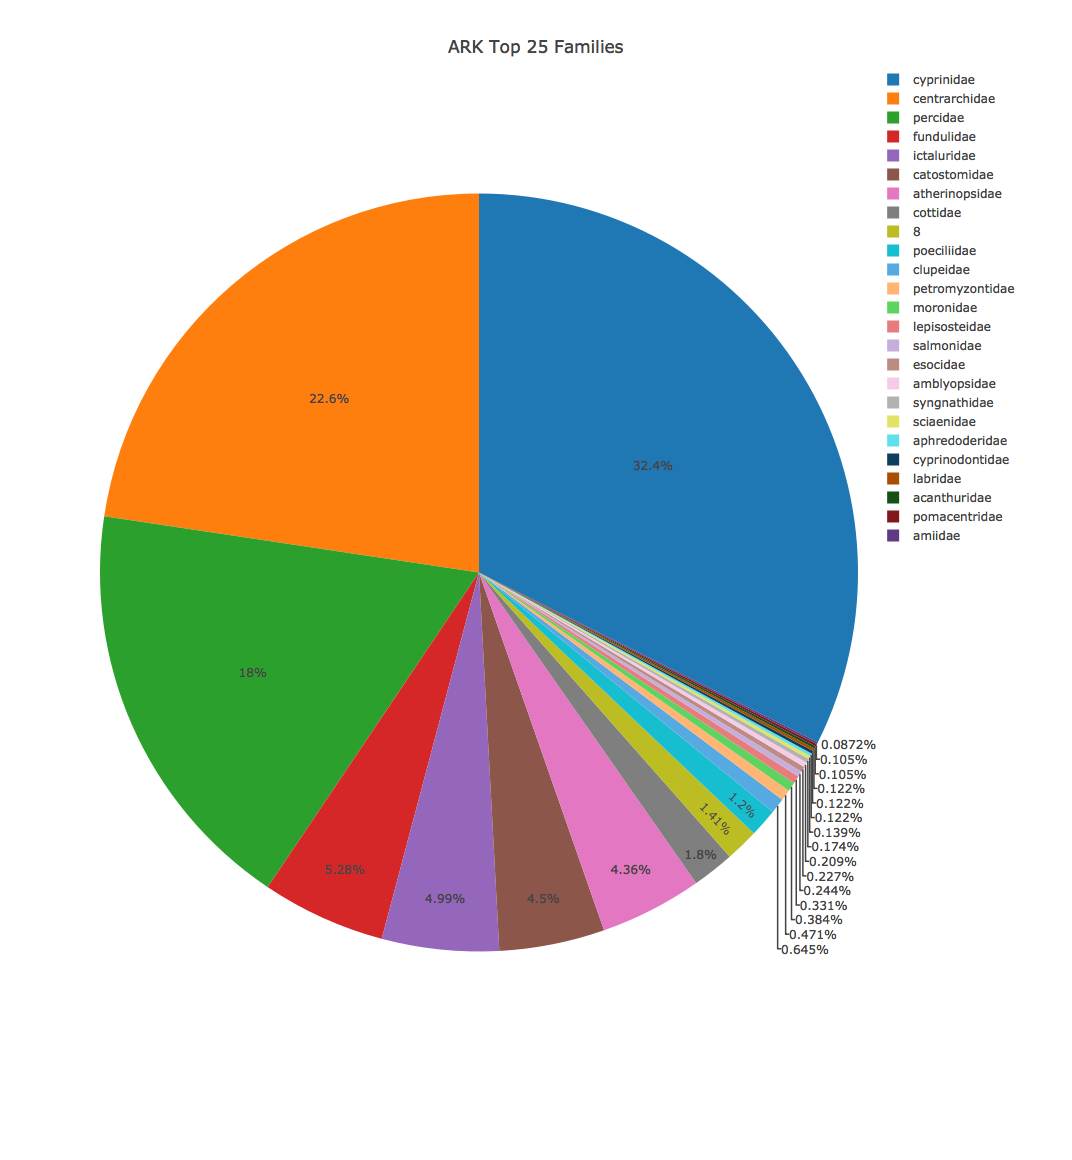 ARK Top 25 Families
cyprinidae
centrarchidae
percidae
fundulidae
ictaluridae
catostomidae
atherinopsidae
cottidae
8
poeciliidae
clupeidae
petromyzontidae
moronidae
lepisosteidae
salmonidae
esocidae
amblyopsidae
syngnathidae
sciaenidae
aphredoderidae
cyprinodontidae
labridae
acanthuridae
pomacentridae
amiidae
22.6%
32.4%
18%
5.28%
4.99%
4.5%
4.36%
1.8%
1.41%
1.2%
0.0872%
0.105%
0.105%
0.122%
0.122%
0.122%
0.139%
0.174%
0.209%
0.227%
0.244%
0.331%
0.384%
0.471%
0.645%